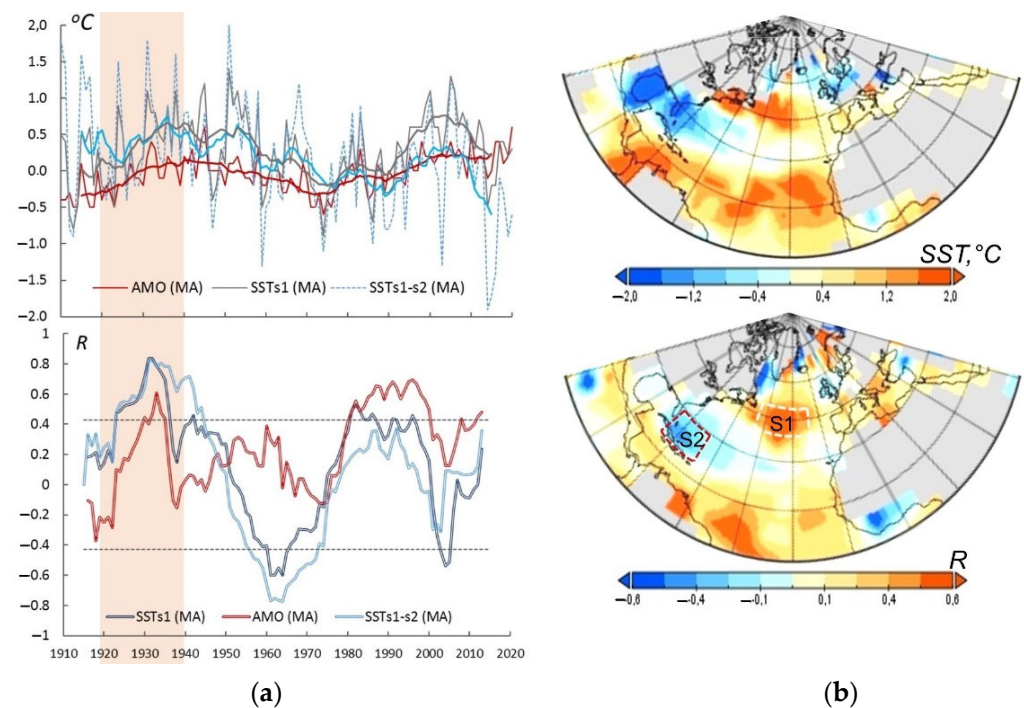 °C
2,0
1.5
1.0
0.5
0.0
−0.5
−1.0
−1.5
−2.0
AMO (MA) SSTs1 (MA) SSTs1-s2 (MA)
R
1
0.8
0.6
0.4
0.2
0
−0.2
−0.4
−0.6
−0.8
−1
SSTs1 (MA) AMO (MA) SSTs1-s2 (MA)
1910 1920 1930 1940 1950 1960 1970 1980 1990 2000 2010 2020
(a)
SST,°C
−2,0 −1,2 −0,4 0,4 1,2 2,0
S1
S2
R
−0,6 −0,4 −0,1 0,1 0,4 0,6
(b)